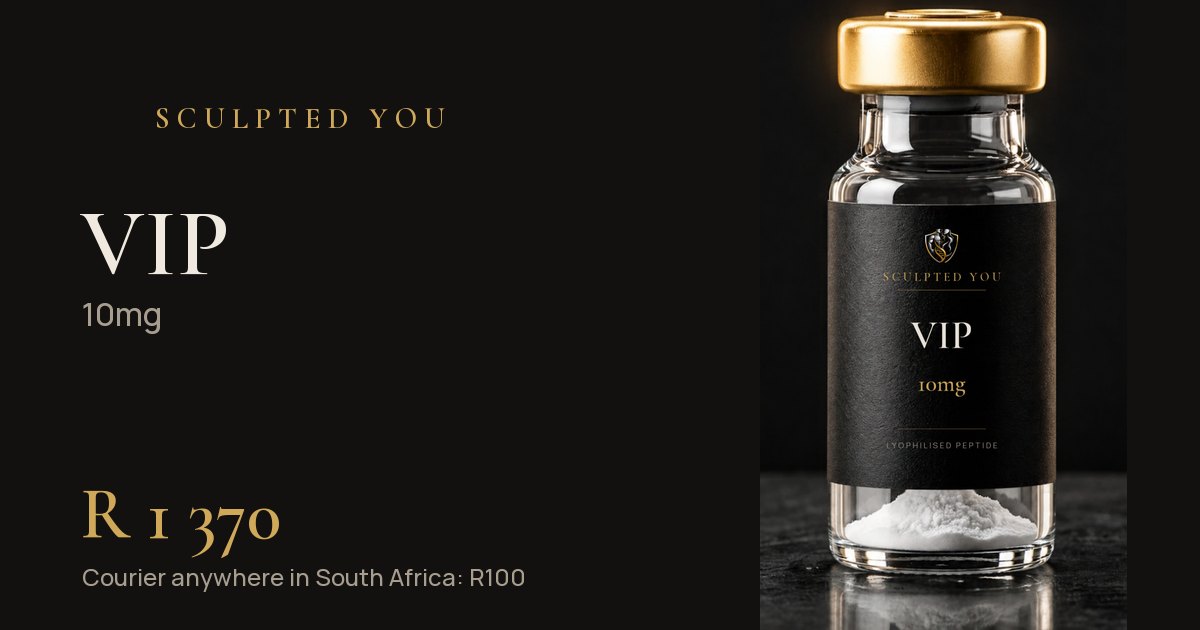 SCULPTED YOU
VIP
10mg
R 1 370
Courier anywhere in South Africa: R100
SCULPTED YOU
VIP
10mg
LYOPHILISED PEPTIDE